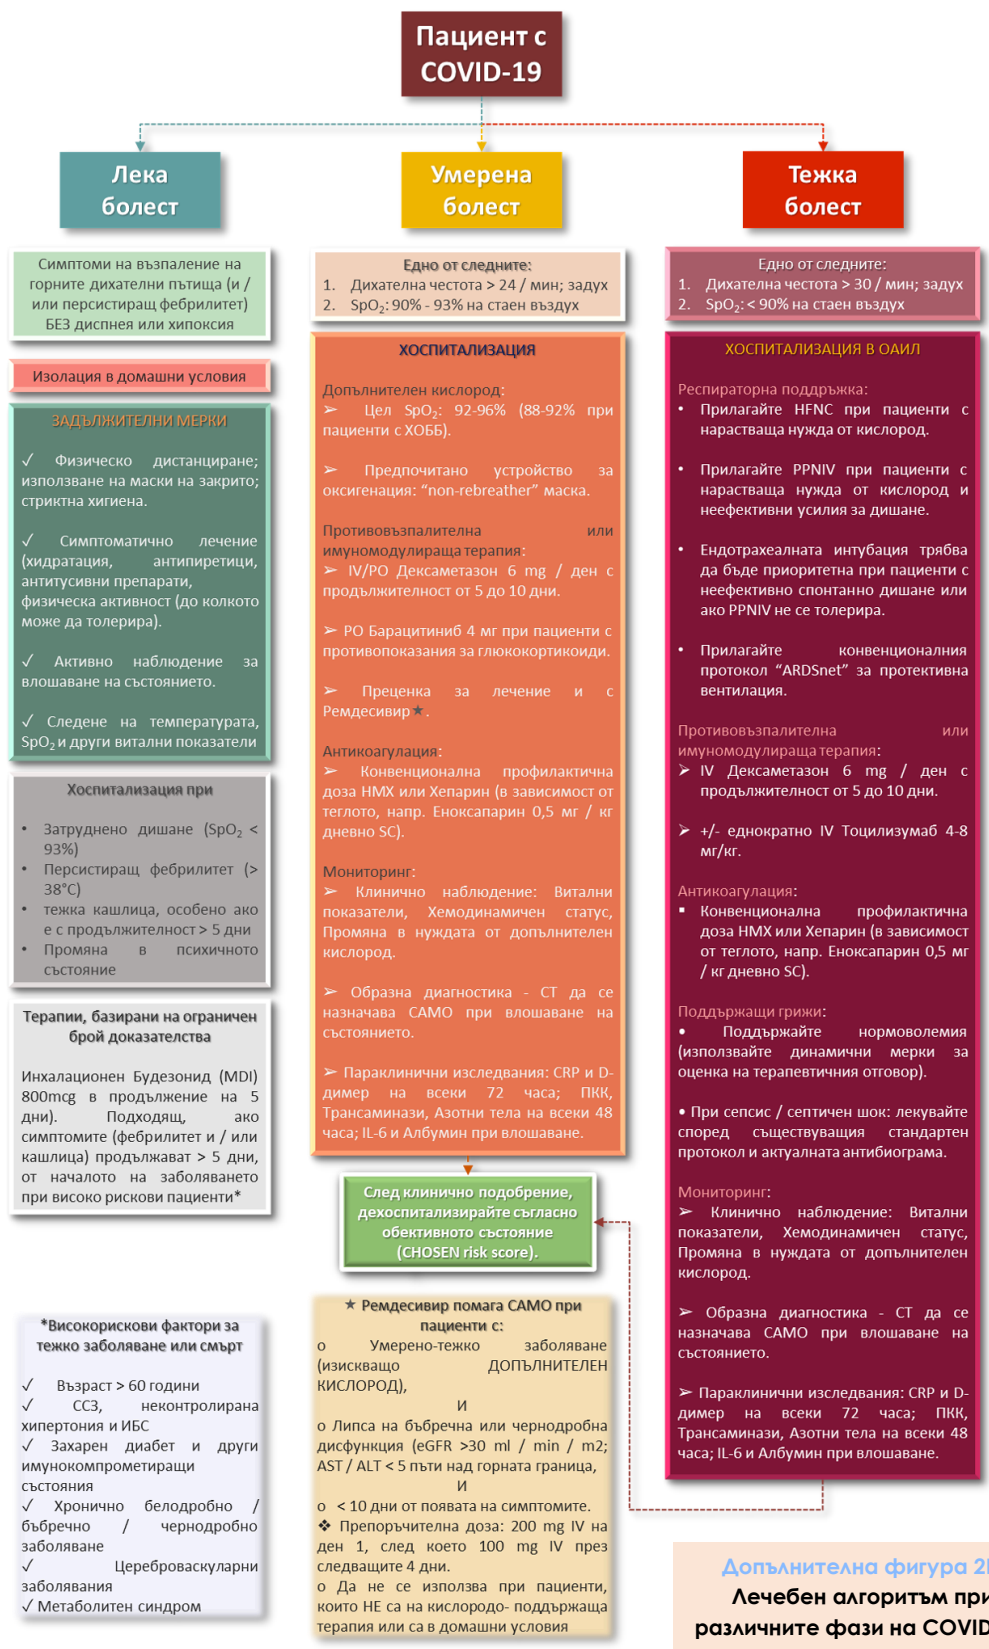 Пациент с
COVID-19
Лека
болест
Умерена
болест
Тежка
болест
Симптоми на възпаление на
горните дихателни пътища (и /
или персистиращ фебрилитет)
БЕЗ диспнея или хипоксия
Изолация в домашни условия
ЗАДЪЛЖИТЕЛНИ МЕРКИ
✓ Физическо дистанциране;
използване на маски на закрито;
стриктна хигиена.
✓ Симптоматично лечение
(хидратация, антипиретици,
антитусивни препарати,
физическа активност (до колкото
може да толерира).
✓ Активно наблюдение за
влошаване на състоянието.
✓ Следене на температурата,
SpO₂ и други витални показатели
Хоспитализация при
• Затруднено дишане (SpO₂ <
93%)
• Персистиращ фебрилитет (>
38°C)
• тежка кашлица, особено ако
е с продължителност > 5 дни
• Промяна в психичното
състояние
Терапии, базирани на ограничен
брой доказателства
Инхалационен Будезонид (MDI)
800mcg в продължение на 5
дни). Подходящ, ако
симптомите (фебрилитет и / или
кашлица) продължават > 5 дни,
от началото на заболяването
при високо рискови пациенти*
*Високорискови фактори за
тежко заболяване или смърт
✓ Възраст > 60 години
✓ ССЗ, неконтролирана
хипертония и ИБС
✓ Захарен диабет и други
имунокомпрометиращи
състояния
✓ Хронично белодробно /
бъбречно / чернодробно
заболяване
✓ Цереброваскуларни
заболявания
✓ Метаболитен синдром
Едно от следните:
1. Дихателна честота > 24 / мин; задух
2. SpO₂: 90% - 93% на стаен въздух
ХОСПИТАЛИЗАЦИЯ
Допълнителен кислород:
➢ Цел SpO₂: 92-96% (88-92% при
пациенти с ХОББ).
➢ Предпочитано устройство за
оксигенация: “non-rebreather” маска.
Противовъзпалителна или
имуномодулираща терапия:
➢ IV/PO Дексаметазон 6 mg / ден с
продължителност от 5 до 10 дни.
➢ PO Барацитиниб 4 мг при пациенти с
противопоказания за глюкокортикоиди.
➢ Преценка за лечение и с
Ремдесивир★.
Антикоагулация:
➢ Конвенционална профилактична
доза НМХ или Хепарин (в зависимост от
теглото, напр. Еноксапарин 0,5 мг / кг
дневно SC).
Мониторинг:
➢ Клинично наблюдение: Витални
показатели, Хемодинамичен статус,
Промяна в нуждата от допълнителен
кислород.
➢ Образна диагностика - СТ да се
назначава САМО при влошаване на
състоянието.
➢ Параклинични изследвания: CRP и D-
димер на всеки 72 часа; ПКК,
Трансаминази, Азотни тела на всеки 48
часа; IL-6 и Албумин при влошаване.
След клинично подобрение,
дехоспитализирайте съгласно
обективното състояние
(CHOSEN risk score).
★ Ремдесивир помага САМО при
пациенти с:
o Умерено-тежко заболяване
(изискващо ДОПЪЛНИТЕЛЕН
КИСЛОРОД),
И
o Липса на бъбречна или чернодробна
дисфункция (eGFR >30 ml / min / m2;
AST / ALT < 5 пъти над горната граница,
И
o < 10 дни от появата на симптомите.
❖ Препоръчителна доза: 200 mg IV на
ден 1, след което 100 mg IV през
следващите 4 дни.
o Да не се използва при пациенти,
които НЕ са на кислородо- поддържаща
терапия или са в домашни условия
Едно от следните:
1. Дихателна честота > 30 / мин; задух
2. SpO₂: < 90% на стаен въздух
ХОСПИТАЛИЗАЦИЯ В ОАИЛ
Респираторна поддръжка:
• Прилагайте HFNC при пациенти с
нарастваща нужда от кислород.
• Прилагайте PPNIV при пациенти с
нарастваща нужда от кислород и
неефективни усилия за дишане.
• Ендотрахеалната интубация трябва
да бъде приоритетна при пациенти с
неефективно спонтанно дишане или
ако PPNIV не се толерира.
• Прилагайте конвенционалния
протокол “ARDSnet” за протективна
вентилация.
Противовъзпалителна или
имуномодулираща терапия:
➢ IV Дексаметазон 6 mg / ден с
продължителност от 5 до 10 дни.
➢ +/- еднократно IV Тоцилизумаб 4-8
мг/кг.
Антикоагулация:
▪ Конвенционална профилактична
доза НМХ или Хепарин (в зависимост
от теглото, напр. Еноксапарин 0,5 мг
/ кг дневно SC).
Поддържащи грижи:
• Поддържайте нормоволемия
(използвайте динамични мерки за
оценка на терапевтичния отговор).
• При сепсис / септичен шок: лекувайте
според съществуващия стандартен
протокол и актуалната антибиограма.
Мониторинг:
➢ Клинично наблюдение: Витални
показатели, Хемодинамичен статус,
Промяна в нуждата от допълнителен
кислород.
➢ Образна диагностика - СТ да се
назначава САМО при влошаване на
състоянието.
➢ Параклинични изследвания: CRP и D-
димер на всеки 72 часа; ПКК,
Трансаминази, Азотни тела на всеки 48
часа; IL-6 и Албумин при влошаване.
Допълнителна фигура 2
Лечебен алгоритъм при
различните фази на COVID